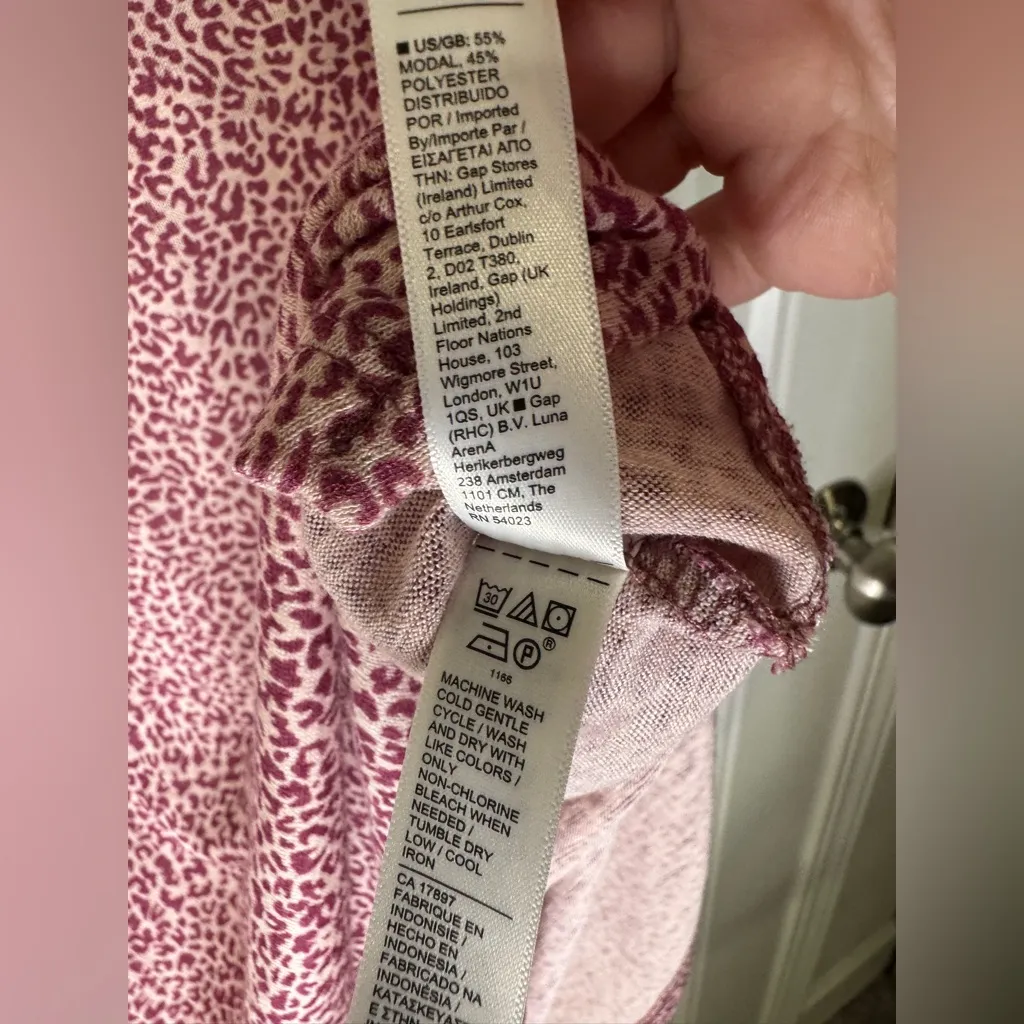 ■ US/GB: 55%
MODAL, 45%
POLYESTER
DISTRIBUIDO
POR / Imported
By/Importe Par /
ΕΙΣΑΓΕΤΑΙ ΑΠΟ
ΤΗΝ: Gap Stores
(Ireland) Limited
c/o Arthur Cox,
10 Earlsfort
Terrace, Dublin
2, D02 T380,
Ireland, Gap (UK
Holdings)
Limited, 2nd
Floor Nations
House, 103
Wigmore Street,
London, W1U
1QS, UK ■ Gap
(RHC) B.V. Luna
ArenA
Herikerbergweg
238 Amsterdam
1101 CM, The
Netherlands
RN 54023
30
P ®
1166
MACHINE WASH
COLD GENTLE
CYCLE / WASH
AND DRY WITH
LIKE COLORS /
ONLY
NON-CHLORINE
BLEACH WHEN
NEEDED /
TUMBLE DRY
LOW / COOL
IRON
CA 17897
FABRIQUE EN
INDONISIE /
HECHO EN
INDONESIA /
FABRICADO NA
INDONÉSIA /
ΚΑΤΑΣΚΕΥΑΣ
Ε ΣΤΗΝ